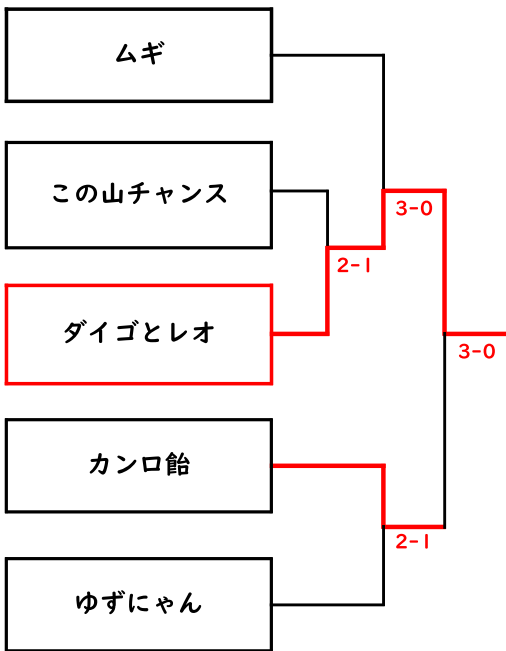 ムギ
この山チャンス
3-0
2-1
ダイゴとレオ
3-0
カンロ飴
2-1
ゆずにゃん